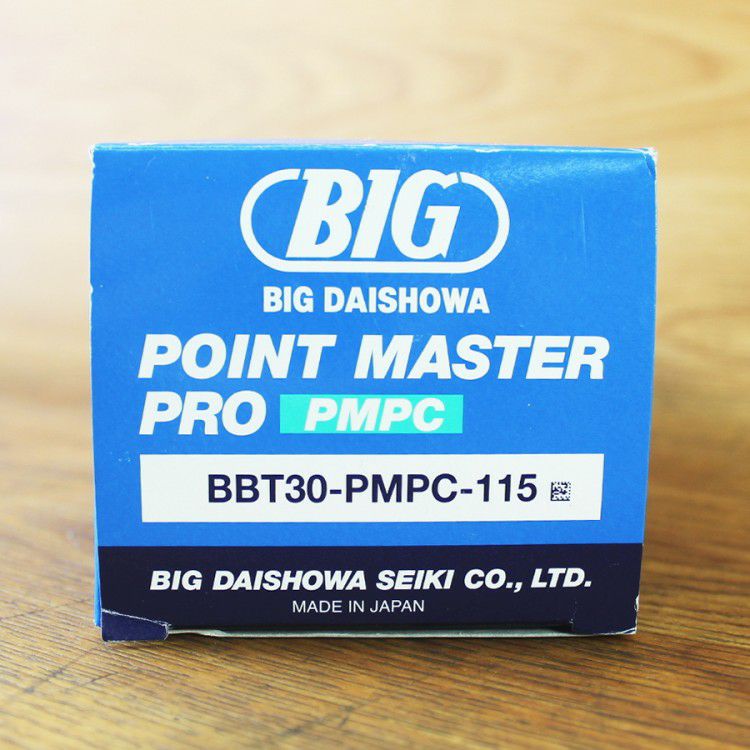 BIG
BIG DAISHOWA
POINT MASTER
PRO PMPC
BBT30-PMPC-115
BIG DAISHOWA SEIKI CO., LTD.
MADE IN JAPAN